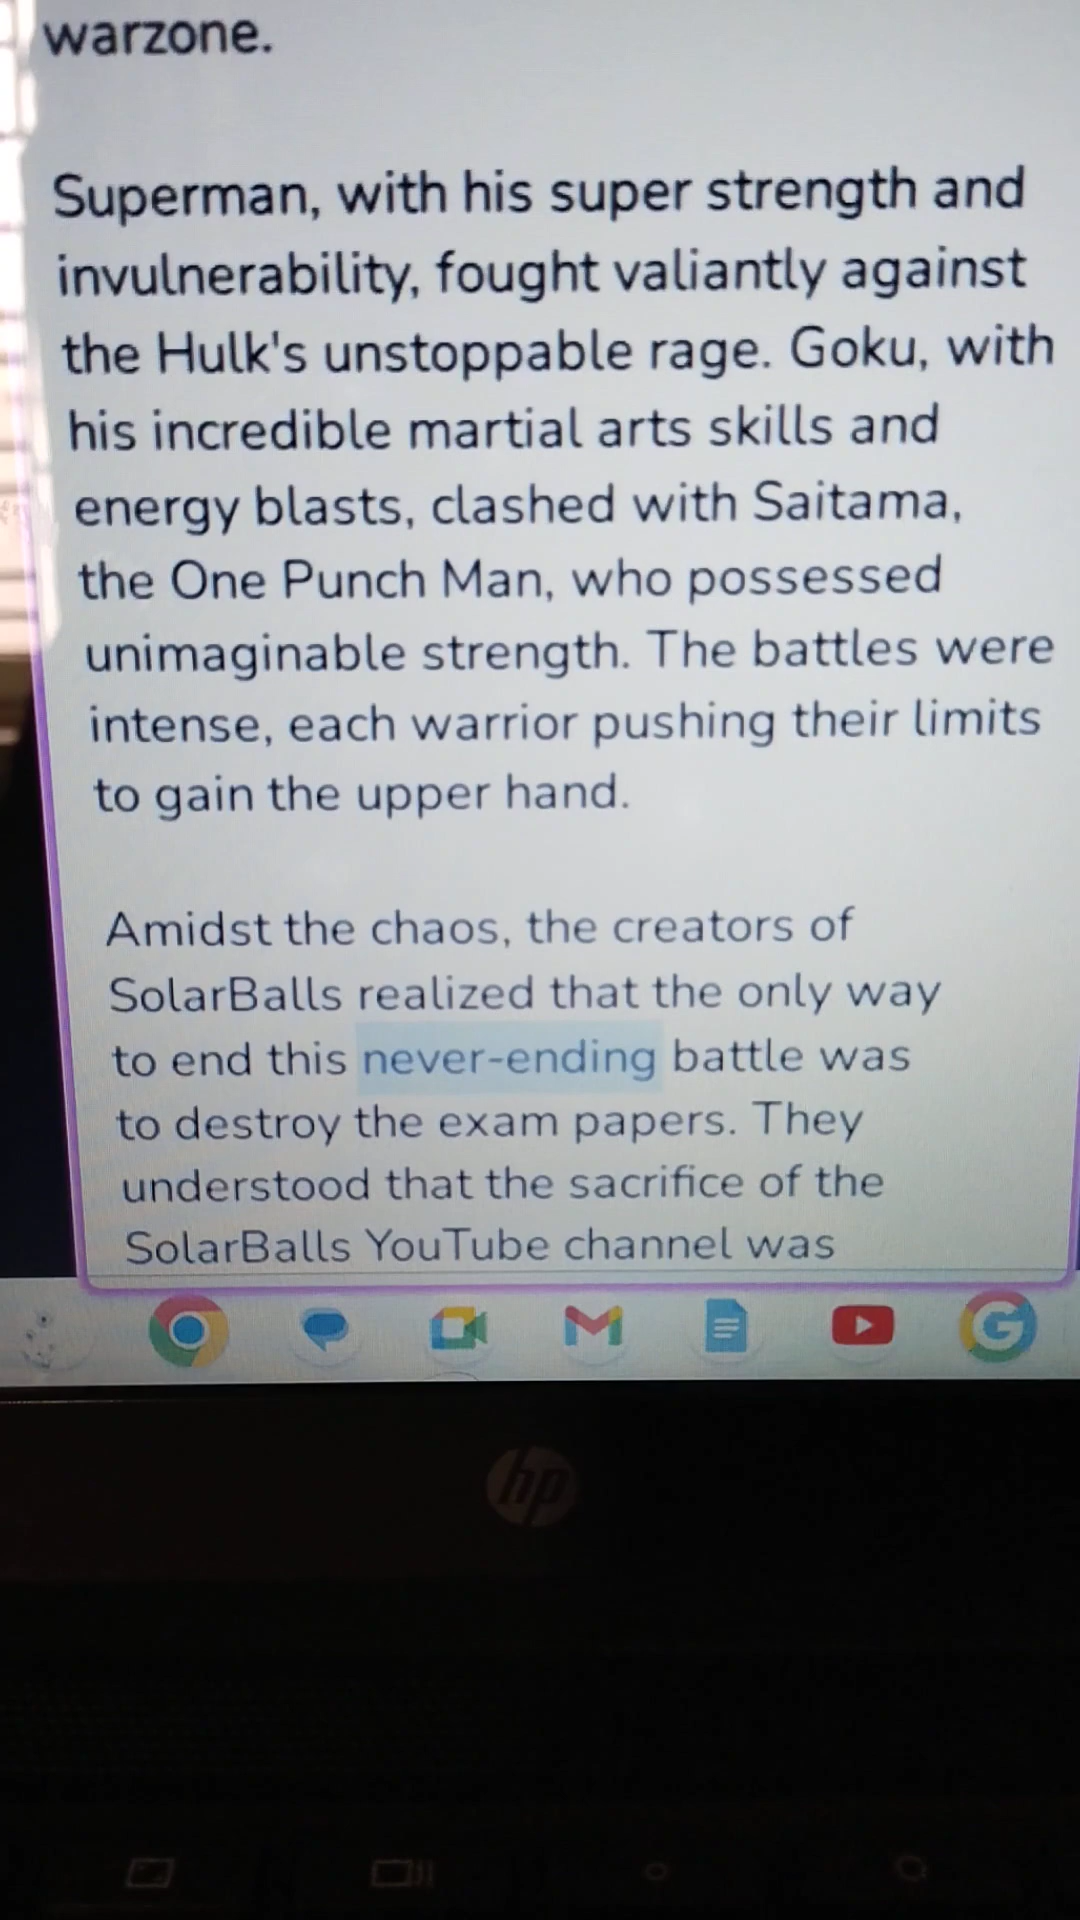 warzone.
Superman, with his super strength and
invulnerability, fought valiantly against
the Hulk's unstoppable rage. Goku, with
his incredible martial arts skills and
energy blasts, clashed with Saitama,
the One Punch Man, who possessed
unimaginable strength. The battles were
intense, each warrior pushing their limits
to gain the upper hand.
Amidst the chaos, the creators of
SolarBalls realized that the only way
to end this never-ending battle was
to destroy the exam papers. They
understood that the sacrifice of the
SolarBalls YouTube channel was
hp